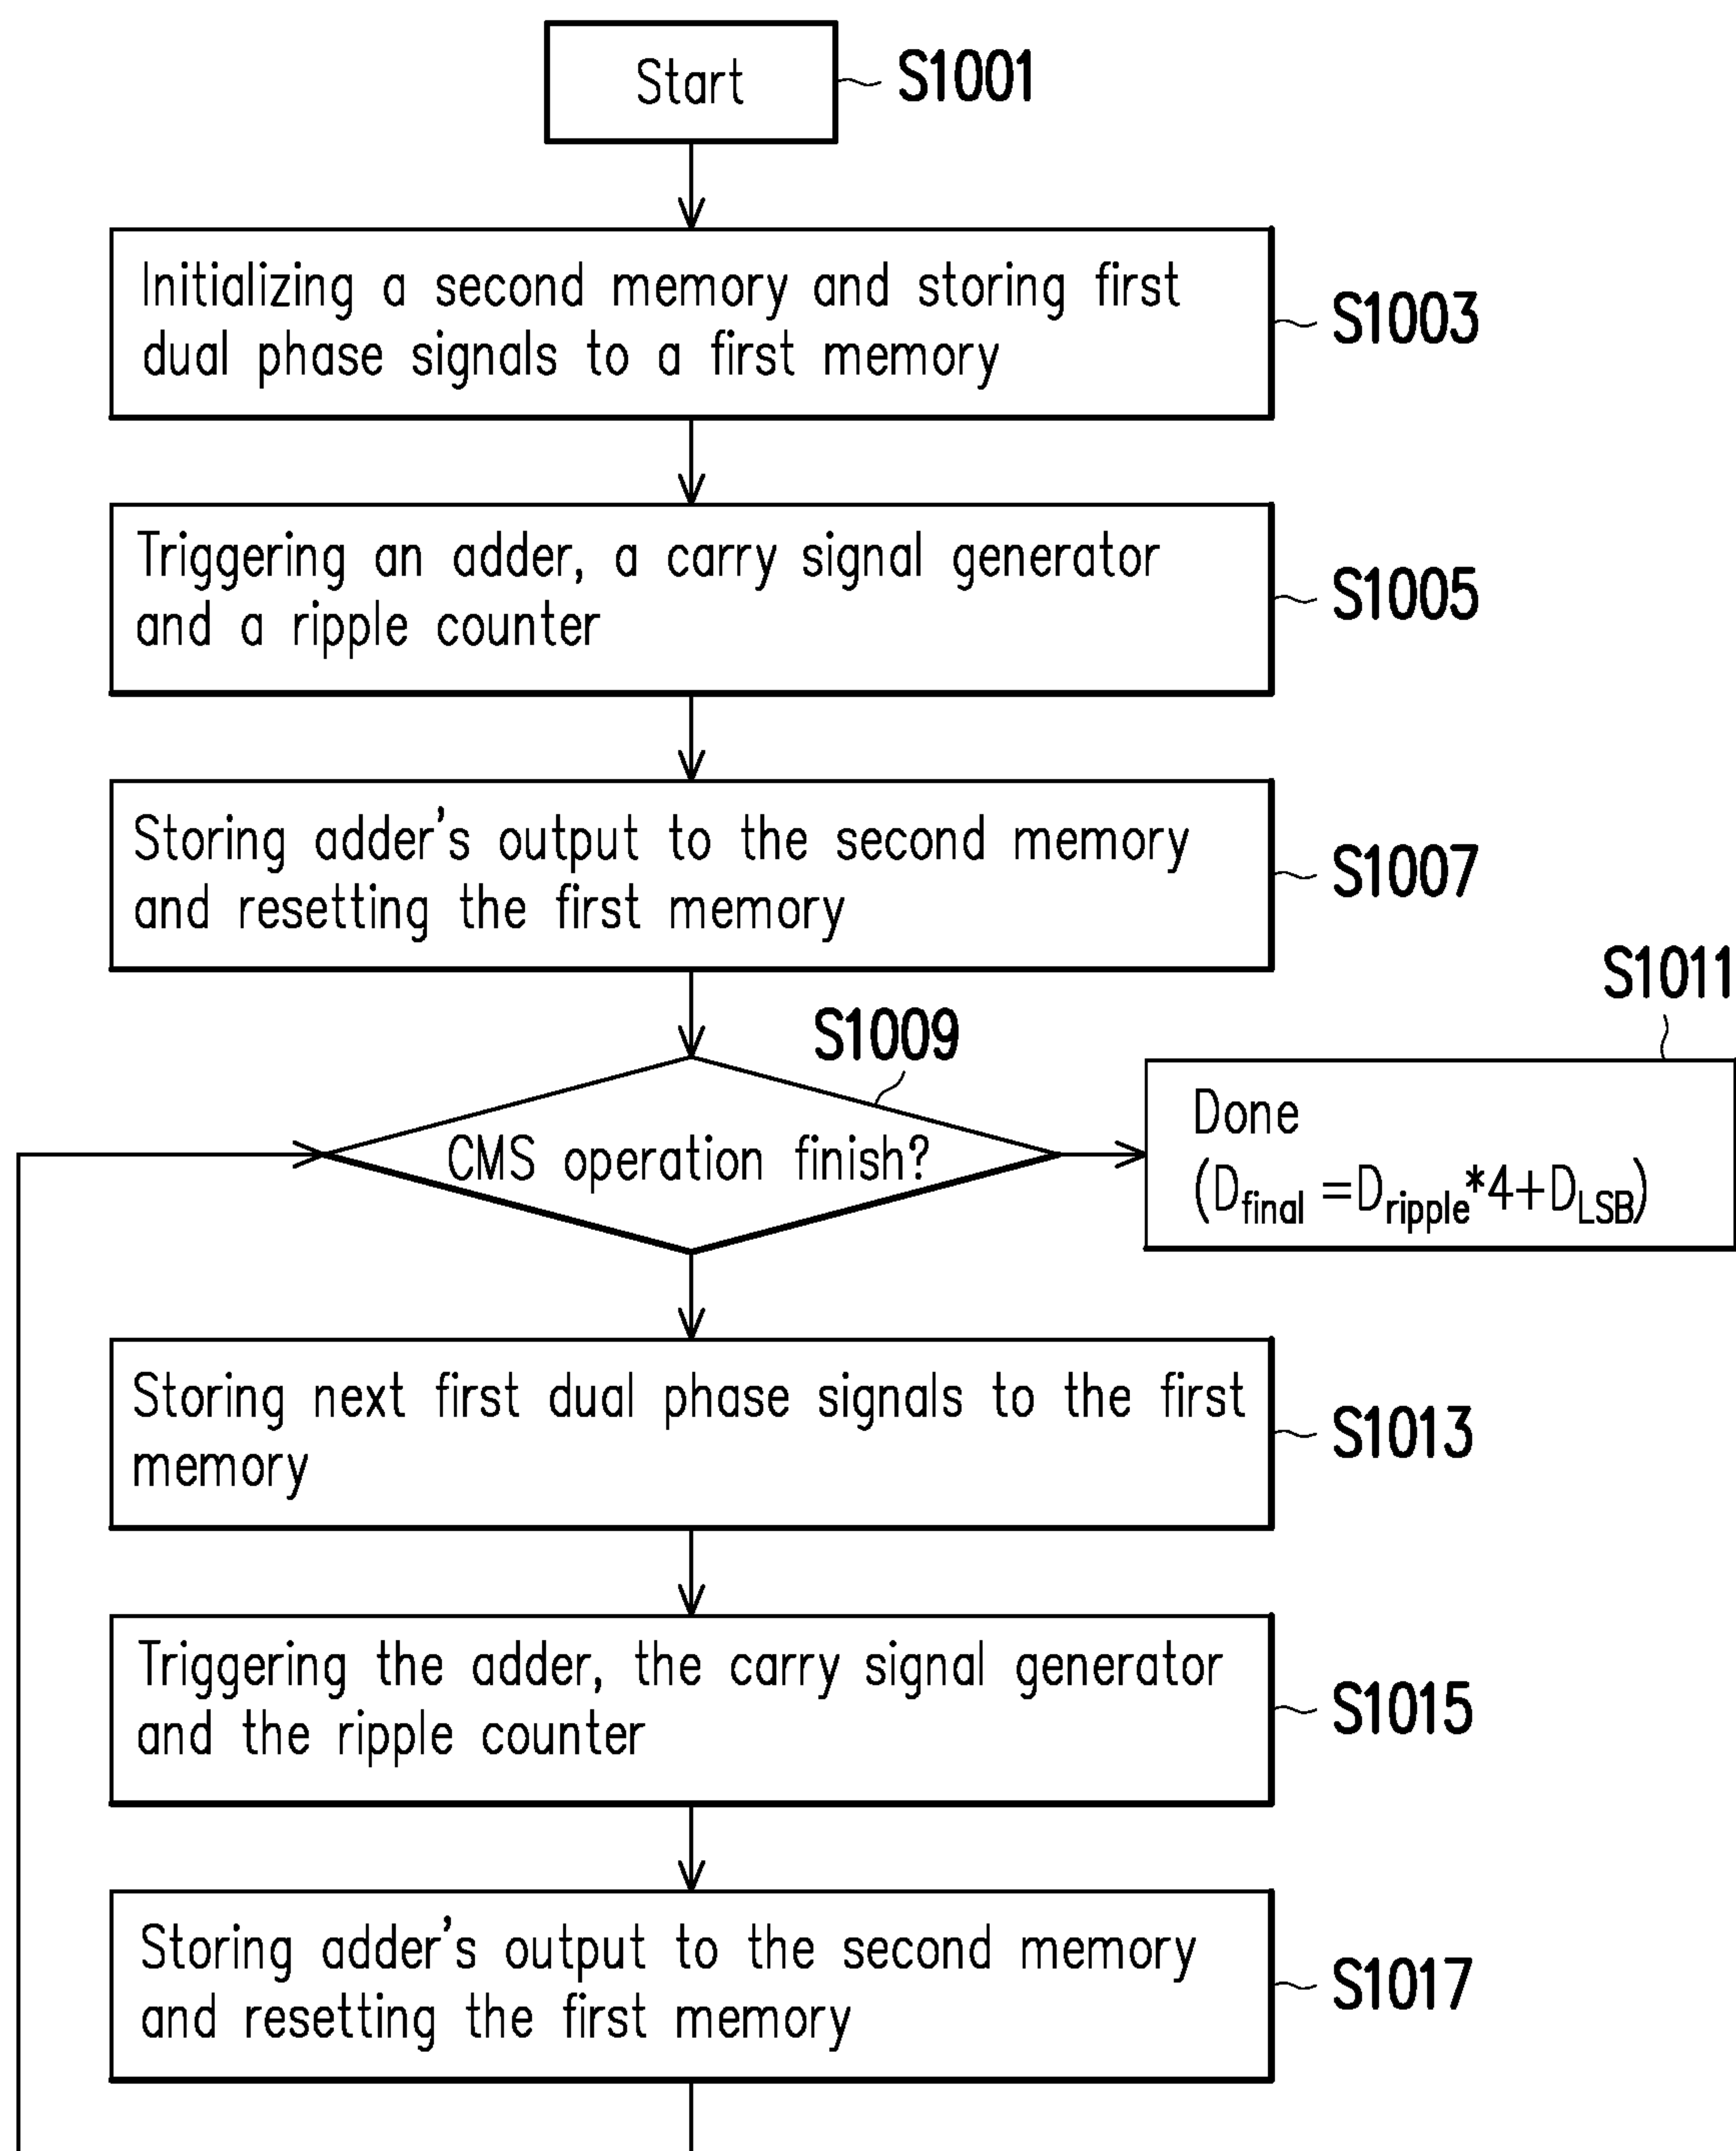 Start
S1001
Initializing a second memory and storing first
dual phase signals to a first memory
S1003
Triggering an adder, a carry signal generator
and a ripple counter
S1005
Storing adder's output to the second memory
and resetting the first memory
S1007
S1009
CMS operation finish?
S1011
Done
(Dfinal =Dripple*4+DLSB)
Storing next first dual phase signals to the first
memory
S1013
Triggering the adder, the carry signal generator
and the ripple counter
S1015
Storing adder's output to the second memory
and resetting the first memory
S1017